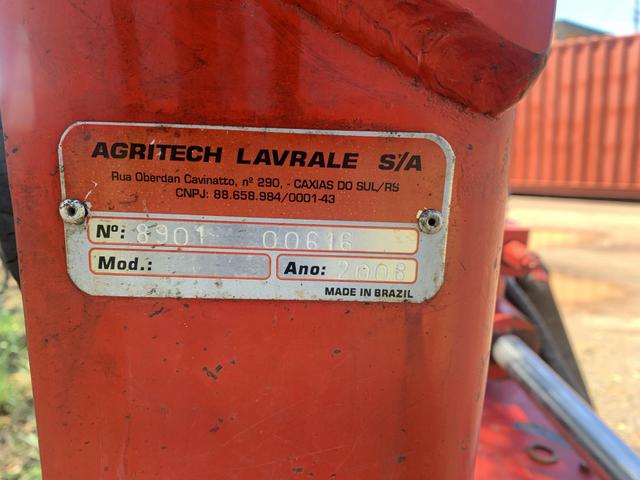 AGRITECH LAVRALE S/A
Rua Oberdan Cavinatto, nº 290, - CAXIAS DO SUL/RS
CNPJ: 88.658.984/0001-43
Nº: 8901 00616
Mod.: Ano: 2008
MADE IN BRAZIL